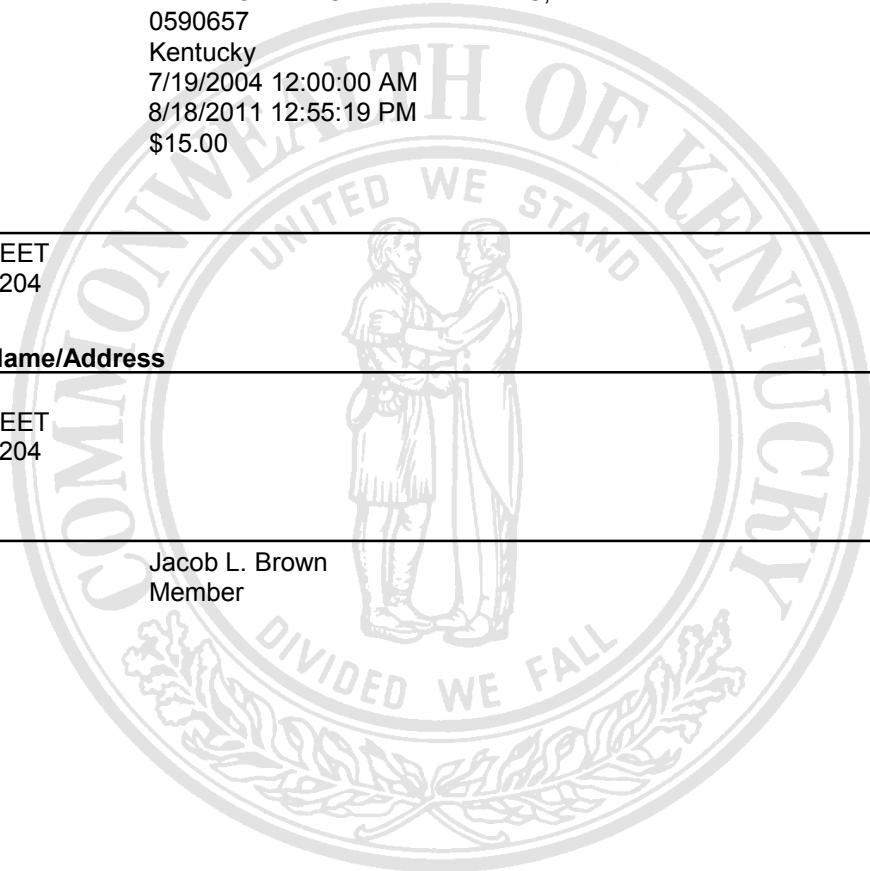 0590657
Kentucky
7/19/2004 12:00:00 AM
8/18/2011 12:55:19 PM
$15.00
COMMONWEALTH OF KENTUCKY
UNITED WE STAND
EET
204
ame/Address
EET
204
Jacob L. Brown
Member
DIVIDED WE FALL